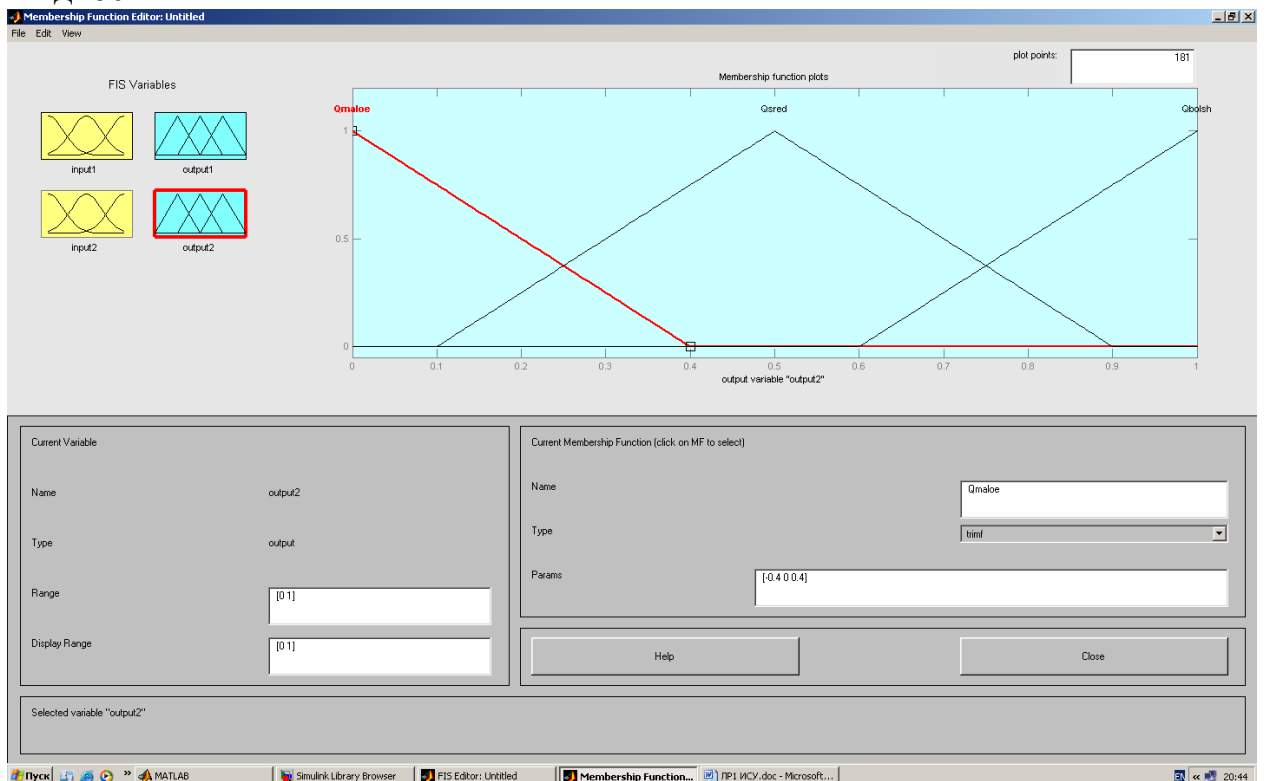 Membership Function Editor: Untitled
File Edit View
plot points:
181
FIS Variables
Membership function plots
Qmaloe
Qsred
Qbolsh
input1
output1
input2
output2
1
0.5
0
0 0.1 0.2 0.3 0.4 0.5 0.6 0.7 0.8 0.9 1
output variable "output2"
Current Variable
Name
output2
Type
output
Range
[0 1]
Display Range
[0 1]
Current Membership Function (click on MF to select)
Name
Qmaloe
Type
trimf
Params
[-0.4 0 0.4]
Help
Close
Selected variable "output2"
Пуск
»
MATLAB
Simulink Library Browser
FIS Editor: Untitled
Membership Function...
ЛР1 ИСУ.doc - Microsoft...
EN
«
20:44